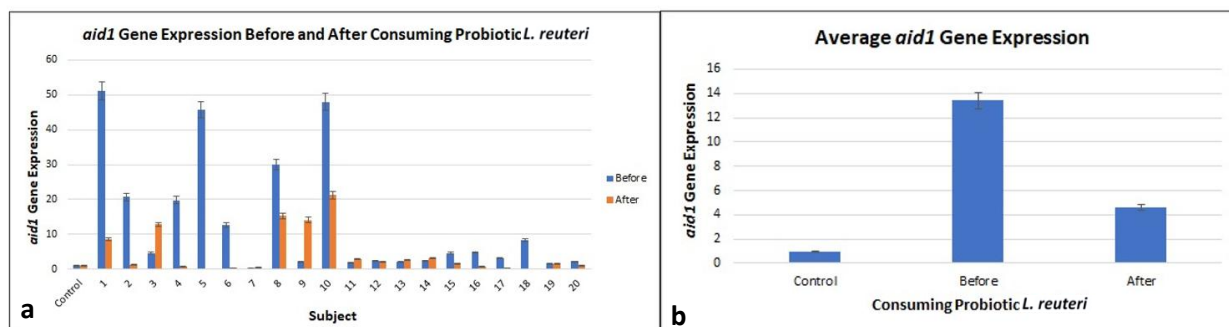 aid1 Gene Expression Before and After Consuming Probiotic L. reuteri
60
50
40
30
20
10
0
aid1 Gene Expression
Control 1 2 3 4 5 6 7 8 9 10 11 12 13 14 15 16 17 18 19 20
Subject
Before
After
a
Average aid1 Gene Expression
16
14
12
10
8
6
4
2
0
aid1 Gene Expression
Control Before After
Consuming Probiotic L. reuteri
b